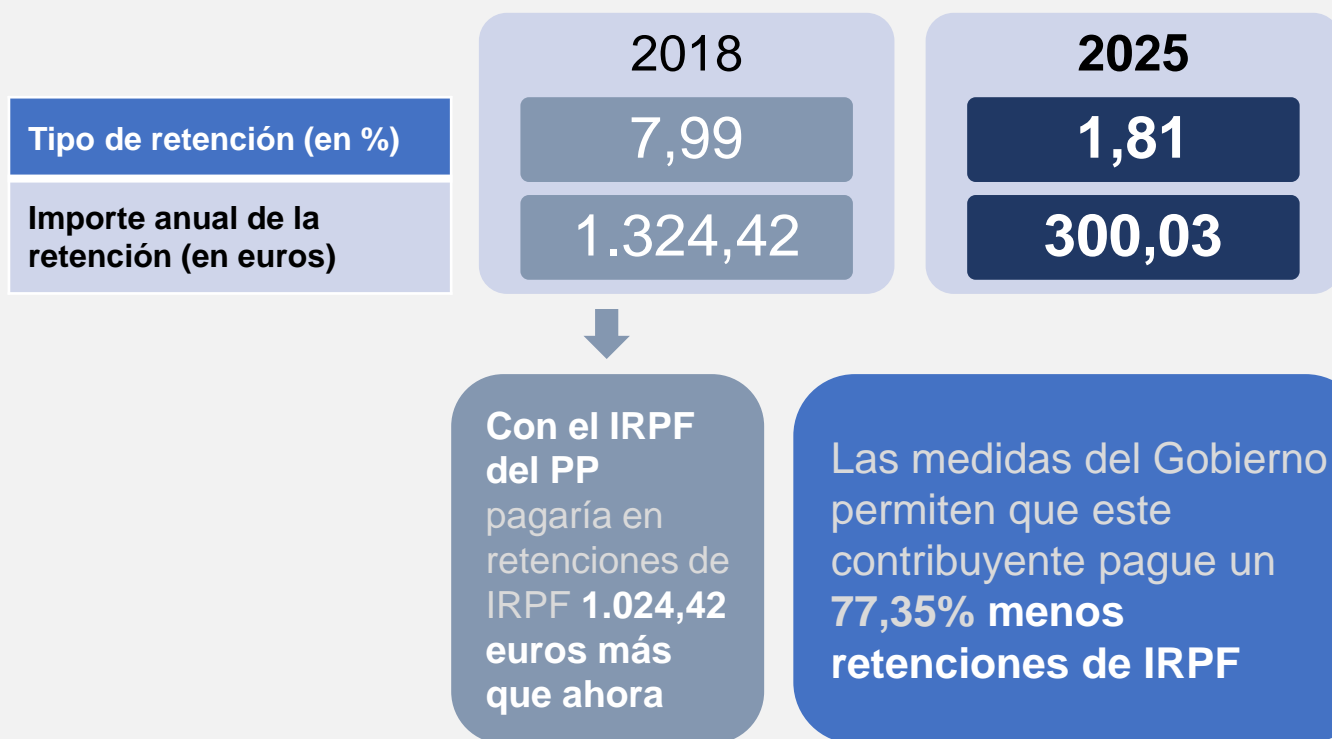 2018
2025
Tipo de retención (en %)
7,99
1,81
Importe anual de la
retención (en euros)
1.324,42
300,03
Con el IRPF
del PP
pagaría en
retenciones de
IRPF 1.024,42
euros más
que ahora
Las medidas del Gobierno
permiten que este
contribuyente pague un
77,35% menos
retenciones de IRPF